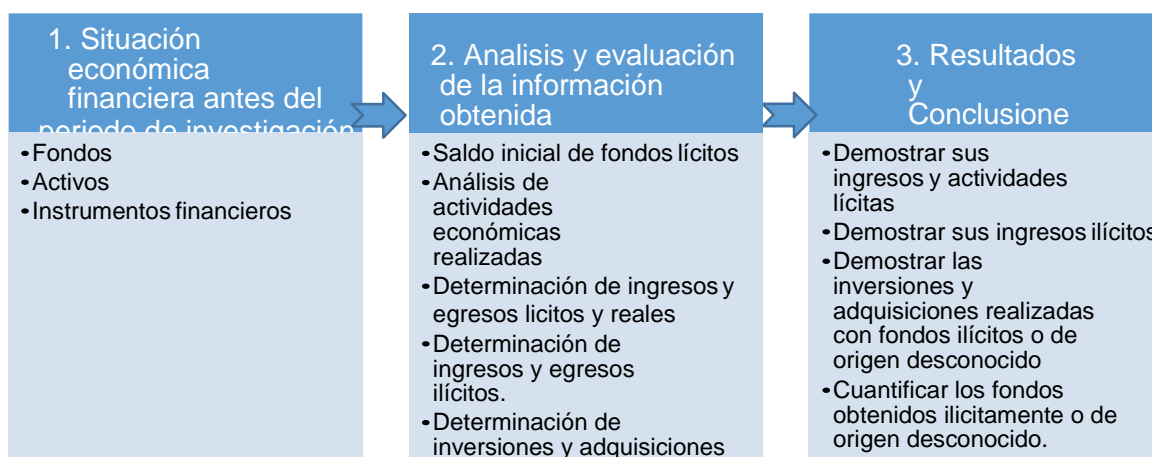 1. Situación
económica
financiera antes del
periodo de investigación
•Fondos
•Activos
•Instrumentos financieros
2. Analisis y evaluación
de la información
obtenida
•Saldo inicial de fondos lícitos
•Análisis de
actividades
económicas
realizadas
•Determinación de ingresos y
egresos licitos y reales
•Determinación de
ingresos y egresos
ilícitos.
•Determinación de
inversiones y adquisiciones
3. Resultados
y
Conclusione
•Demostrar sus
ingresos y actividades
lícitas
•Demostrar sus ingresos ilícitos
•Demostrar las
inversiones y
adquisiciones realizadas
con fondos ilícitos o de
origen desconocido
•Cuantificar los fondos
obtenidos ilicitamente o de
origen desconocido.